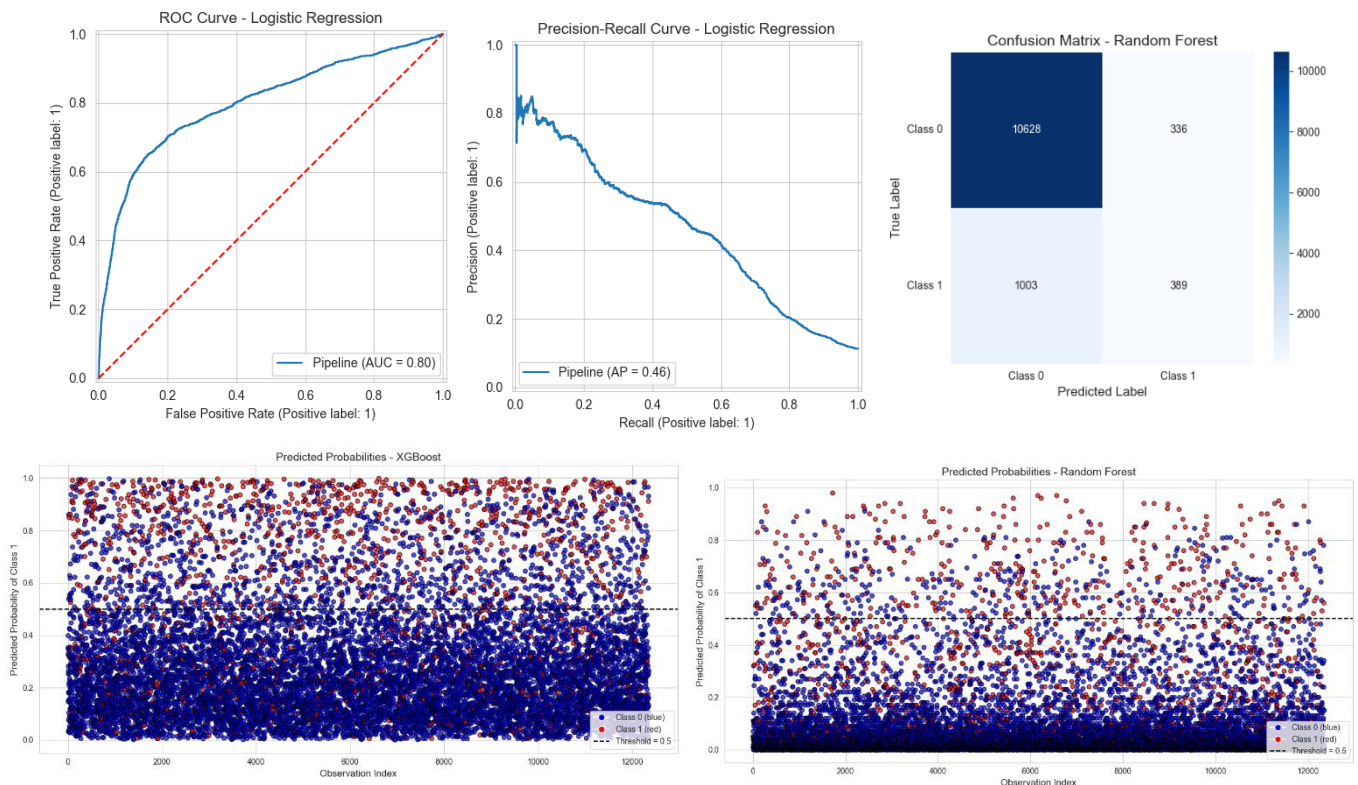 ROC Curve - Logistic Regression
1.0
0.8
0.6
0.4
0.2
0.0
True Positive Rate (Positive label: 1)
Pipeline (AUC = 0.80)
0.0 0.2 0.4 0.6 0.8 1.0
False Positive Rate (Positive label: 1)
Precision-Recall Curve - Logistic Regression
1.0
0.8
0.6
0.4
0.2
0.0
Precision (Positive label: 1)
Pipeline (AP = 0.46)
0.0 0.2 0.4 0.6 0.8 1.0
Recall (Positive label: 1)
Confusion Matrix - Random Forest
True Label
Class 0
10628 336
Class 1
1003 389
Class 0 Class 1
Predicted Label
10000
8000
6000
4000
2000
Predicted Probabilities - XGBoost
1.0
0.8
0.6
0.4
0.2
0.0
Predicted Probability of Class 1
Class 0 (blue)
Class 1 (red)
Threshold = 0.5
0 2000 4000 6000 8000 10000 12000
Observation Index
Predicted Probabilities - Random Forest
1.0
0.8
0.6
0.4
0.2
0.0
Predicted Probability of Class 1
Class 0 (blue)
Class 1 (red)
Threshold = 0.5
0 2000 4000 6000 8000 10000 12000
Observation Index